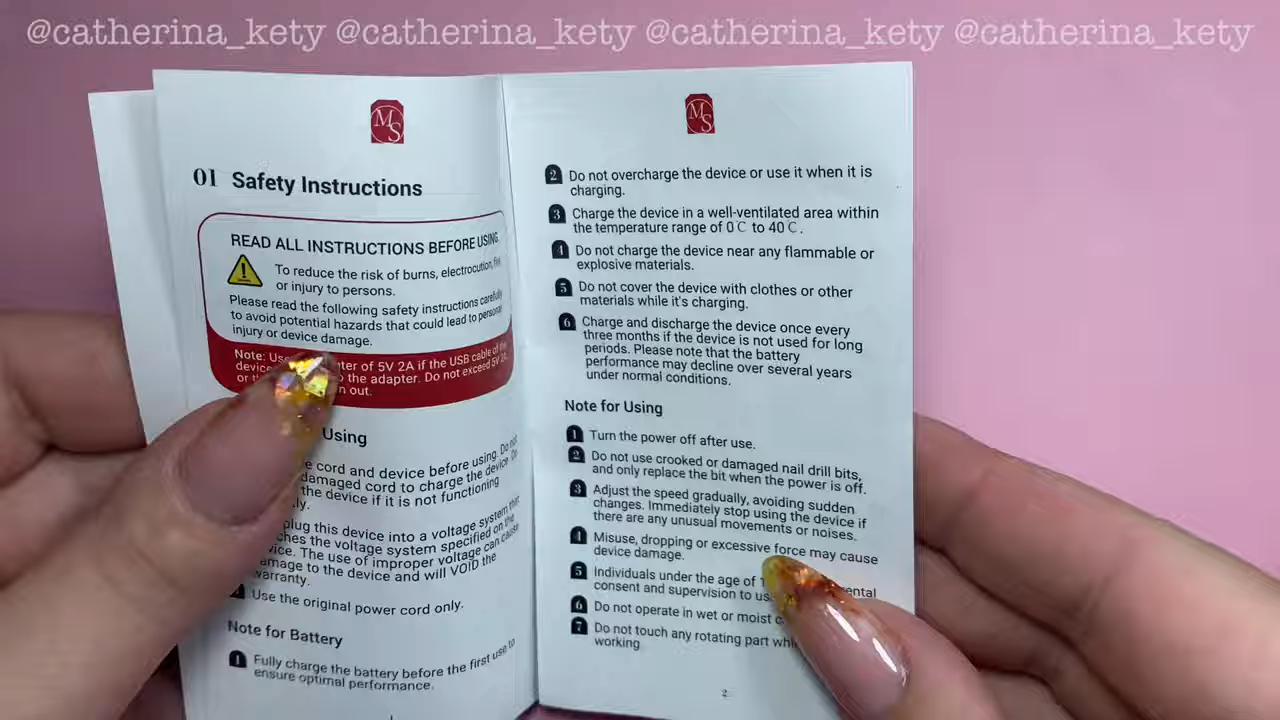 @catherina_kety @catherina_kety @catherina_kety @catherina_kety
MS
01 Safety Instructions
READ ALL INSTRUCTIONS BEFORE USING
To reduce the risk of burns, electrocution,
or injury to persons.
Please read the following safety instructions carefully
to avoid potential hazards that could lead to personal
injury or device damage.
Note: Use of 5V 2A if the USB cable of the
device the adapter. Do not exceed 5V
or out.
Using
cord and device before using. Do not
damaged cord to charge the device. Do
the device if it is not functioning
plug this device into a voltage system that
the voltage system specified on the
The use of improper voltage can cause
damage to the device and will VOID the
warranty.
Use the original power cord only.
Note for Battery
1 Fully charge the battery before the first use to
ensure optimal performance.
MS
2 Do not overcharge the device or use it when it is
charging.
3 Charge the device in a well-ventilated area within
the temperature range of 0℃ to 40℃.
4 Do not charge the device near any flammable or
explosive materials.
5 Do not cover the device with clothes or other
materials while it's charging.
6 Charge and discharge the device once every
three months if the device is not used for long
periods. Please note that the battery
performance may decline over several years
under normal conditions.
Note for Using
1 Turn the power off after use.
2 Do not use crooked or damaged nail drill bits,
and only replace the bit when the power is off.
3 Adjust the speed gradually, avoiding sudden
changes. Immediately stop using the device if
there are any unusual movements or noises.
4 Misuse, dropping or excessive force may cause
device damage.
5 Individuals under the age of
consent and supervision to
6 Do not operate in wet or moist
7 Do not touch any rotating part
working
2